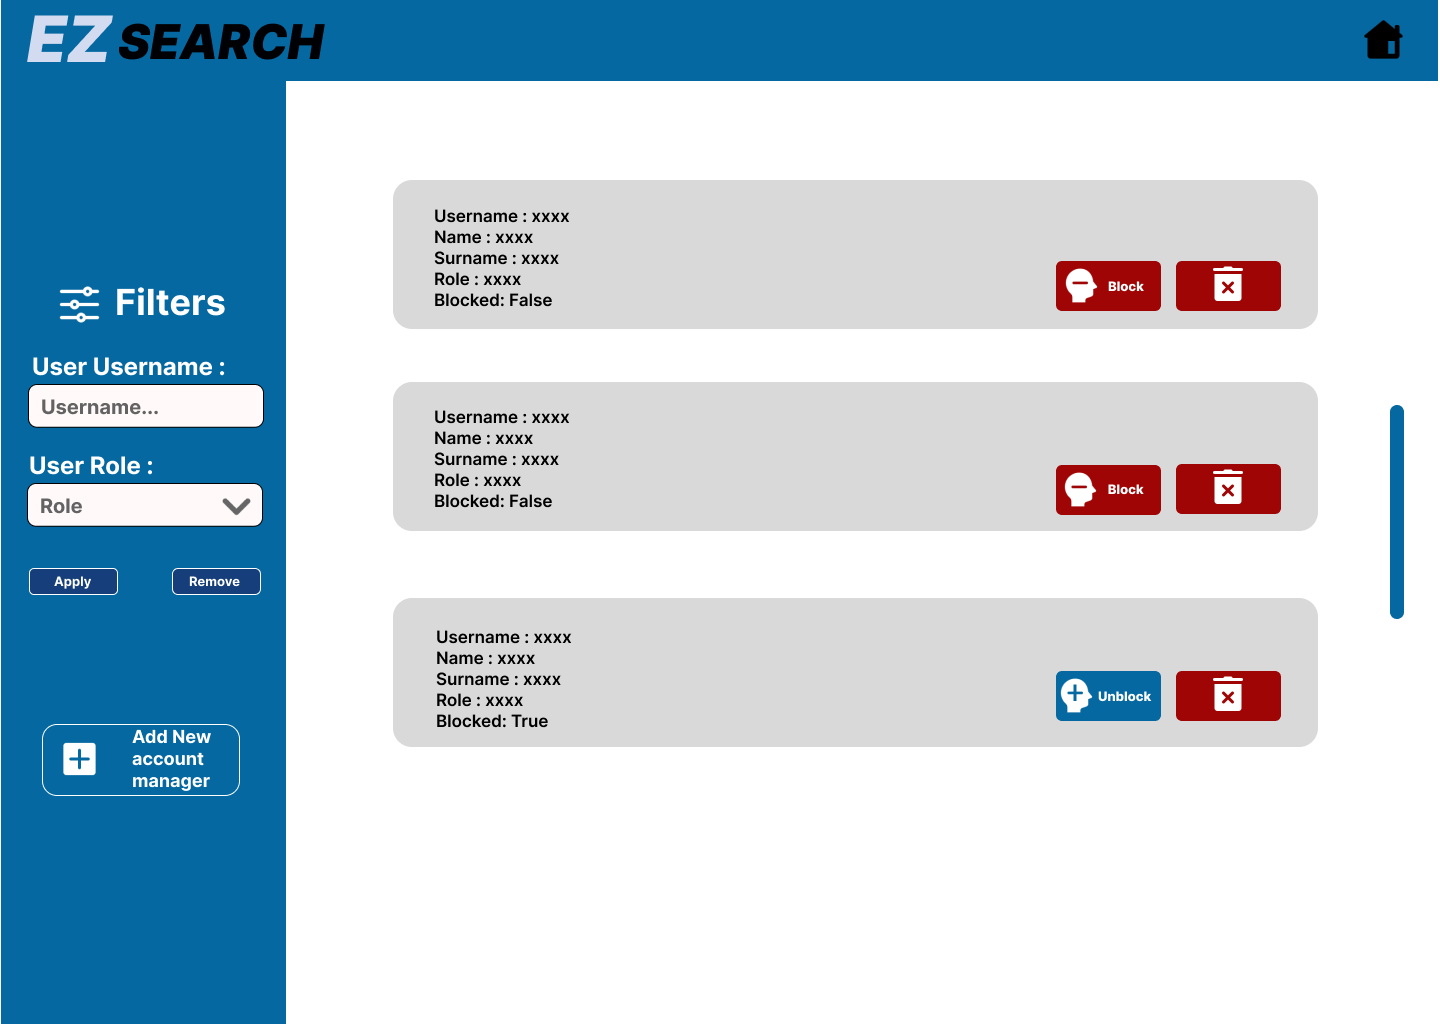 EZ SEARCH
Filters
User Username :
Username...
User Role :
Role
Apply
Remove
Add New
account
manager
Username : xxxx
Name : xxxx
Surname : xxxx
Role : xxxx
Blocked: False
Block
Username : xxxx
Name : xxxx
Surname : xxxx
Role : xxxx
Blocked: False
Block
Username : xxxx
Name : xxxx
Surname : xxxx
Role : xxxx
Blocked: True
Unblock